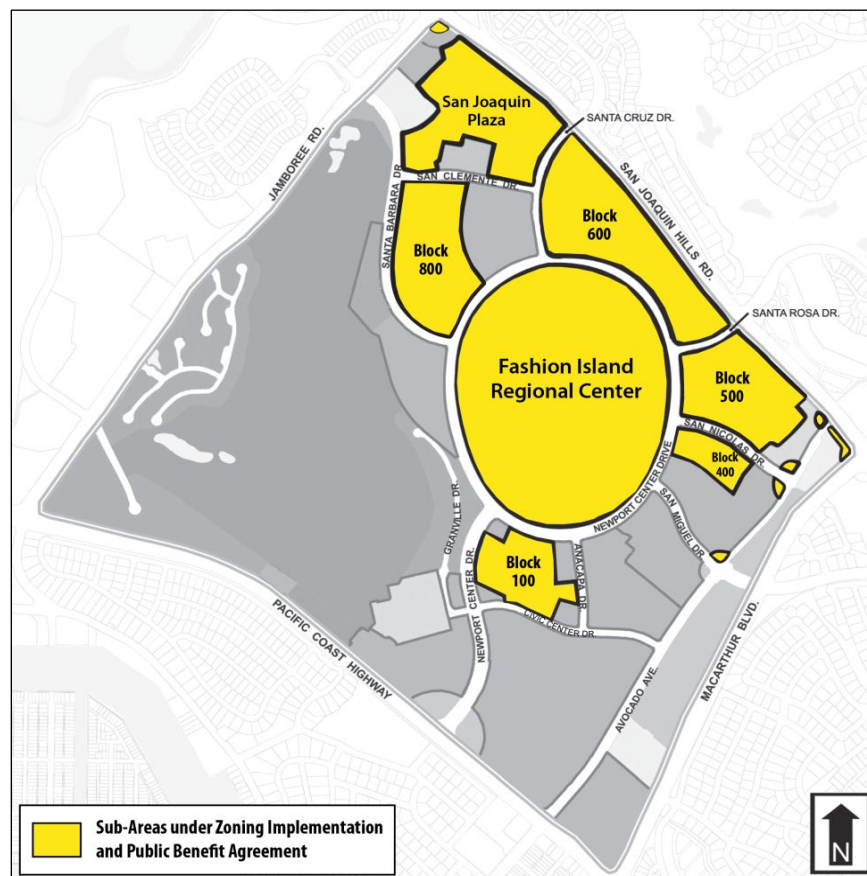 San Joaquin
Plaza
SANTA CRUZ DR.
JAMBOREE RD.
SAN JOAQUIN HILLS RD.
SAN CLEMENTE DR.
SANTA BARBARA DR.
Block
600
Block
800
SANTA ROSA DR.
Fashion Island
Regional Center
Block
500
SAN NICOLAS DR.
Block
400
NEWPORT CENTER DRIVE
SAN MIGUEL DR.
GRANVILLE DR.
Block
100
ANACAPA DR.
NEWPORT CENTER DR.
CIVIC CENTER DR.
PACIFIC COAST HIGHWAY
MACARTHUR BLVD.
AVOCADO AVE.
Sub-Areas under Zoning Implementation
and Public Benefit Agreement
N